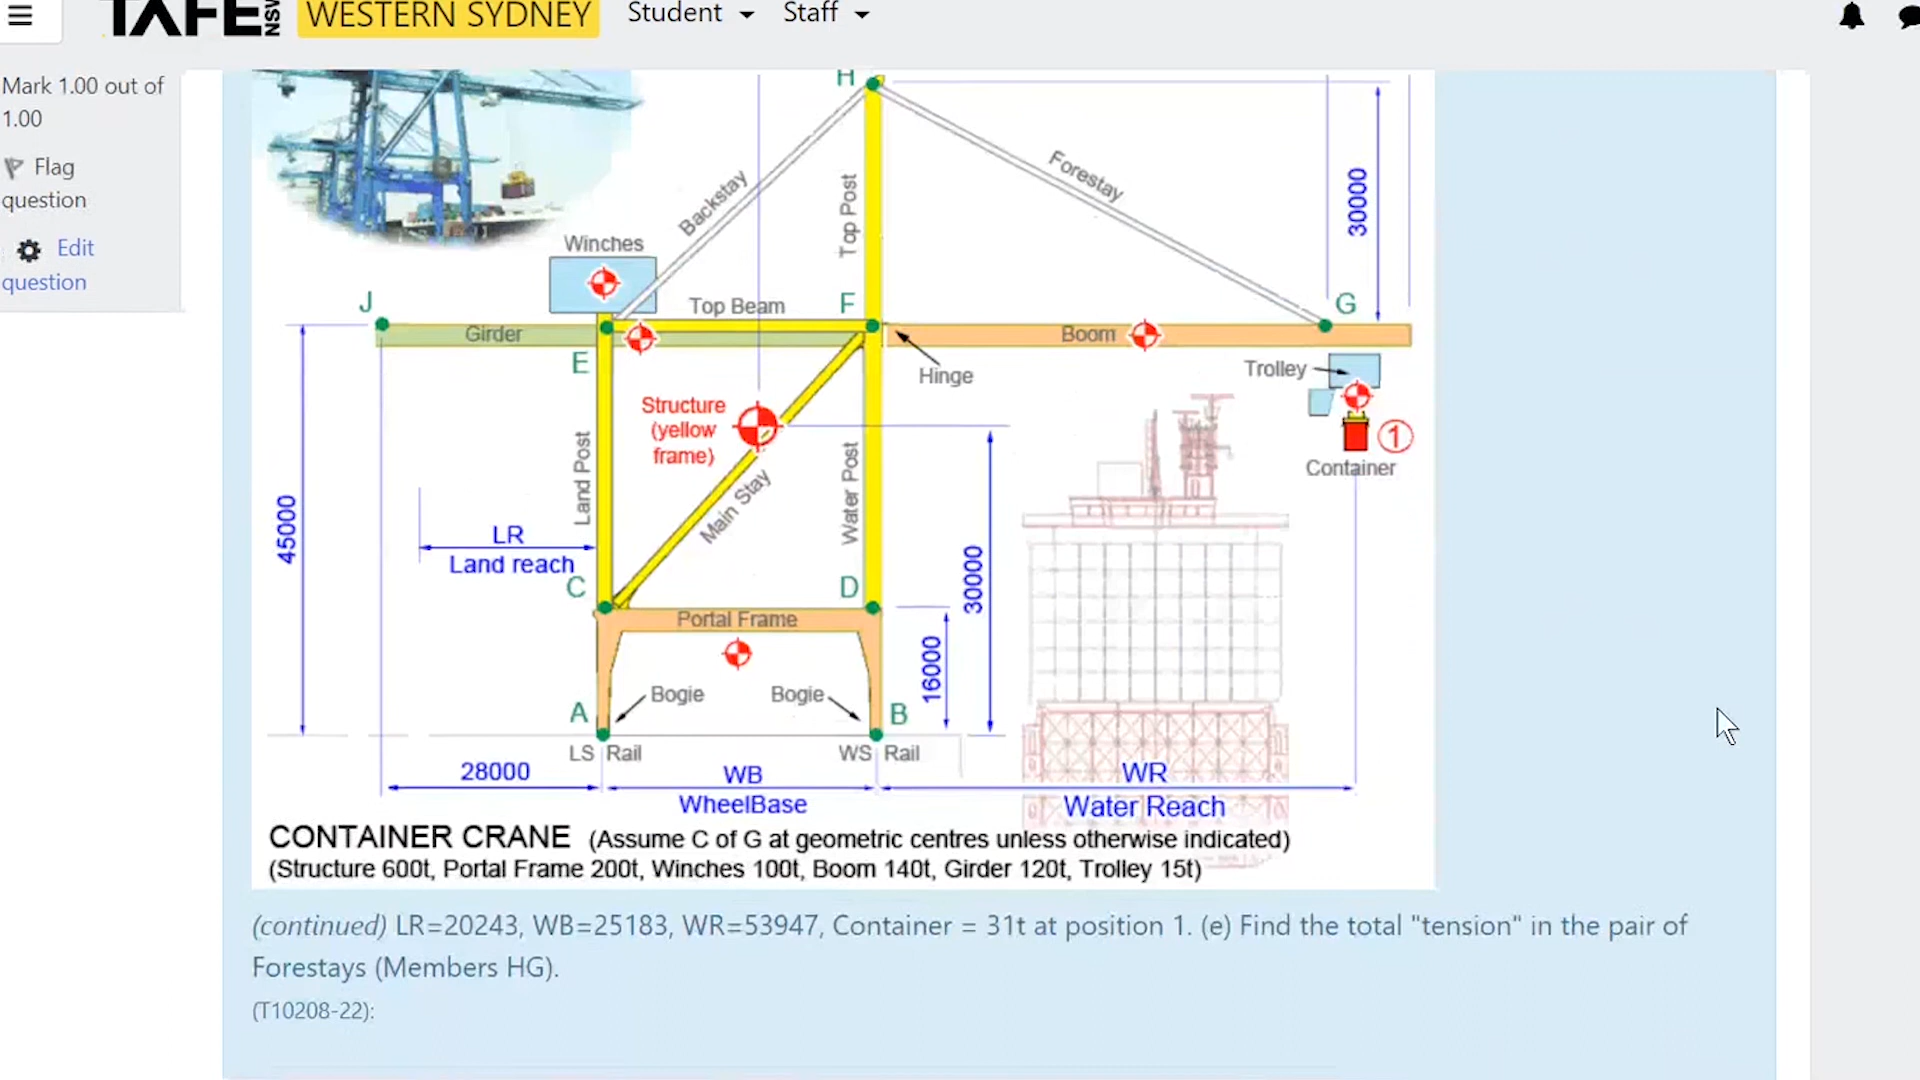 TAFE NSW WESTERN SYDNEY Student Staff
Mark 1.00 out of
1.00
Flag
question
Edit
question
H
Forestay
30000
Backstay
Top Post
Winches
J
Top Beam
F
G
Girder
Boom
E
Hinge
Trolley
Structure
(yellow
frame)
1
Container
Land Post
Main Stay
Water Post
45000
LR
Land reach
30000
C
D
Portal Frame
16000
Bogie
Bogie
A
B
LS Rail
WS Rail
28000
WB
WR
WheelBase
Water Reach
CONTAINER CRANE (Assume C of G at geometric centres unless otherwise indicated)
(Structure 600t, Portal Frame 200t, Winches 100t, Boom 140t, Girder 120t, Trolley 15t)
(continued) LR=20243, WB=25183, WR=53947, Container = 31t at position 1. (e) Find the total "tension" in the pair of
Forestays (Members HG).
(T10208-22):